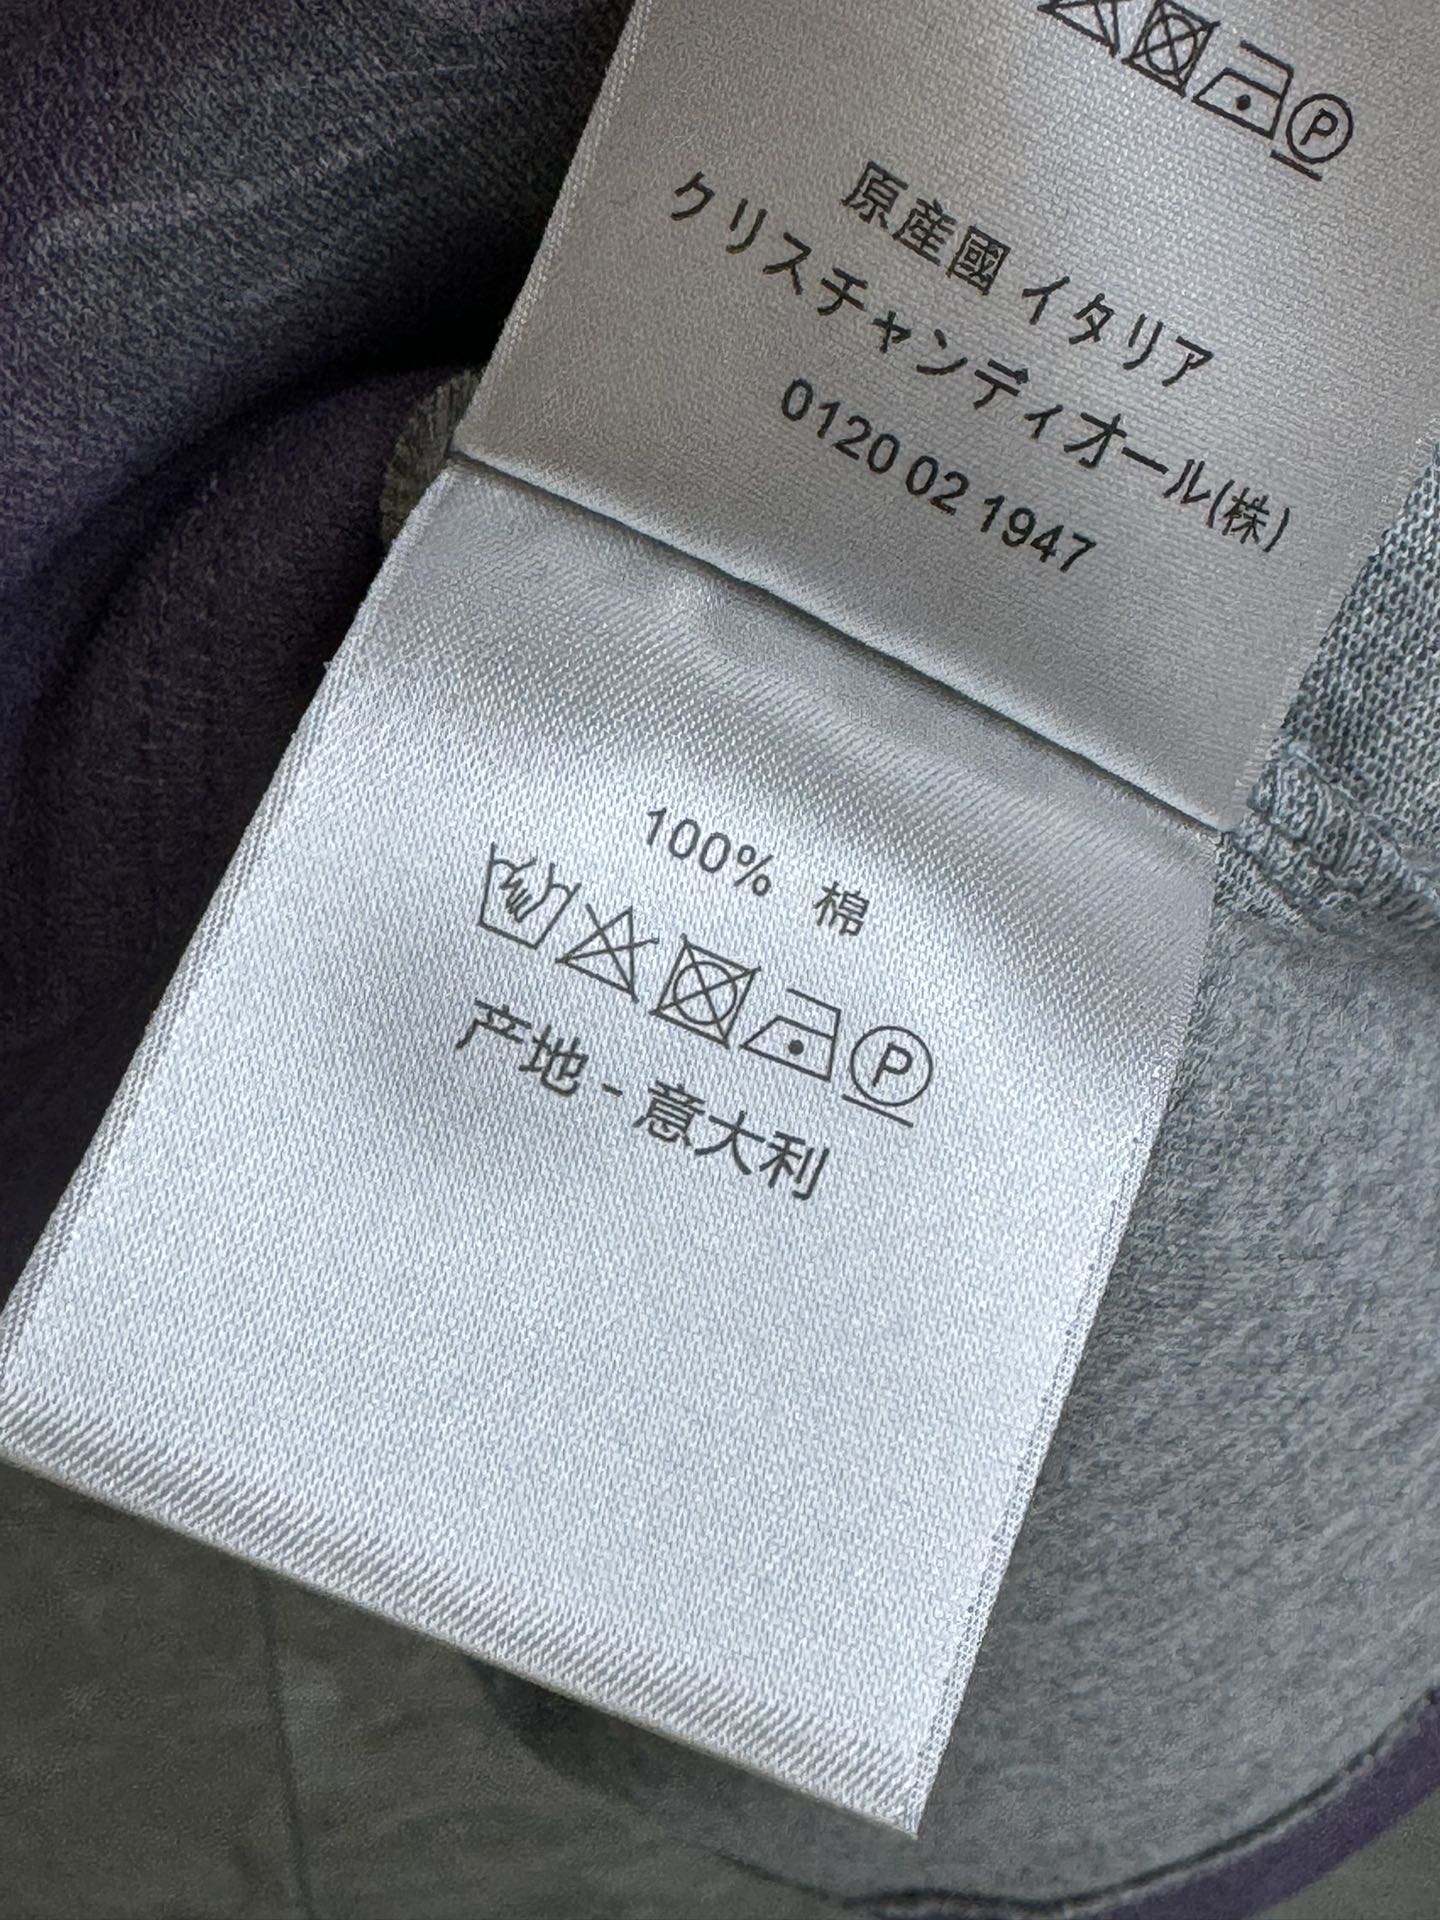 原産國 イタリア
クリスチャンディオール(株)
0120 02 1947
100% 棉
P
产地 - 意大利